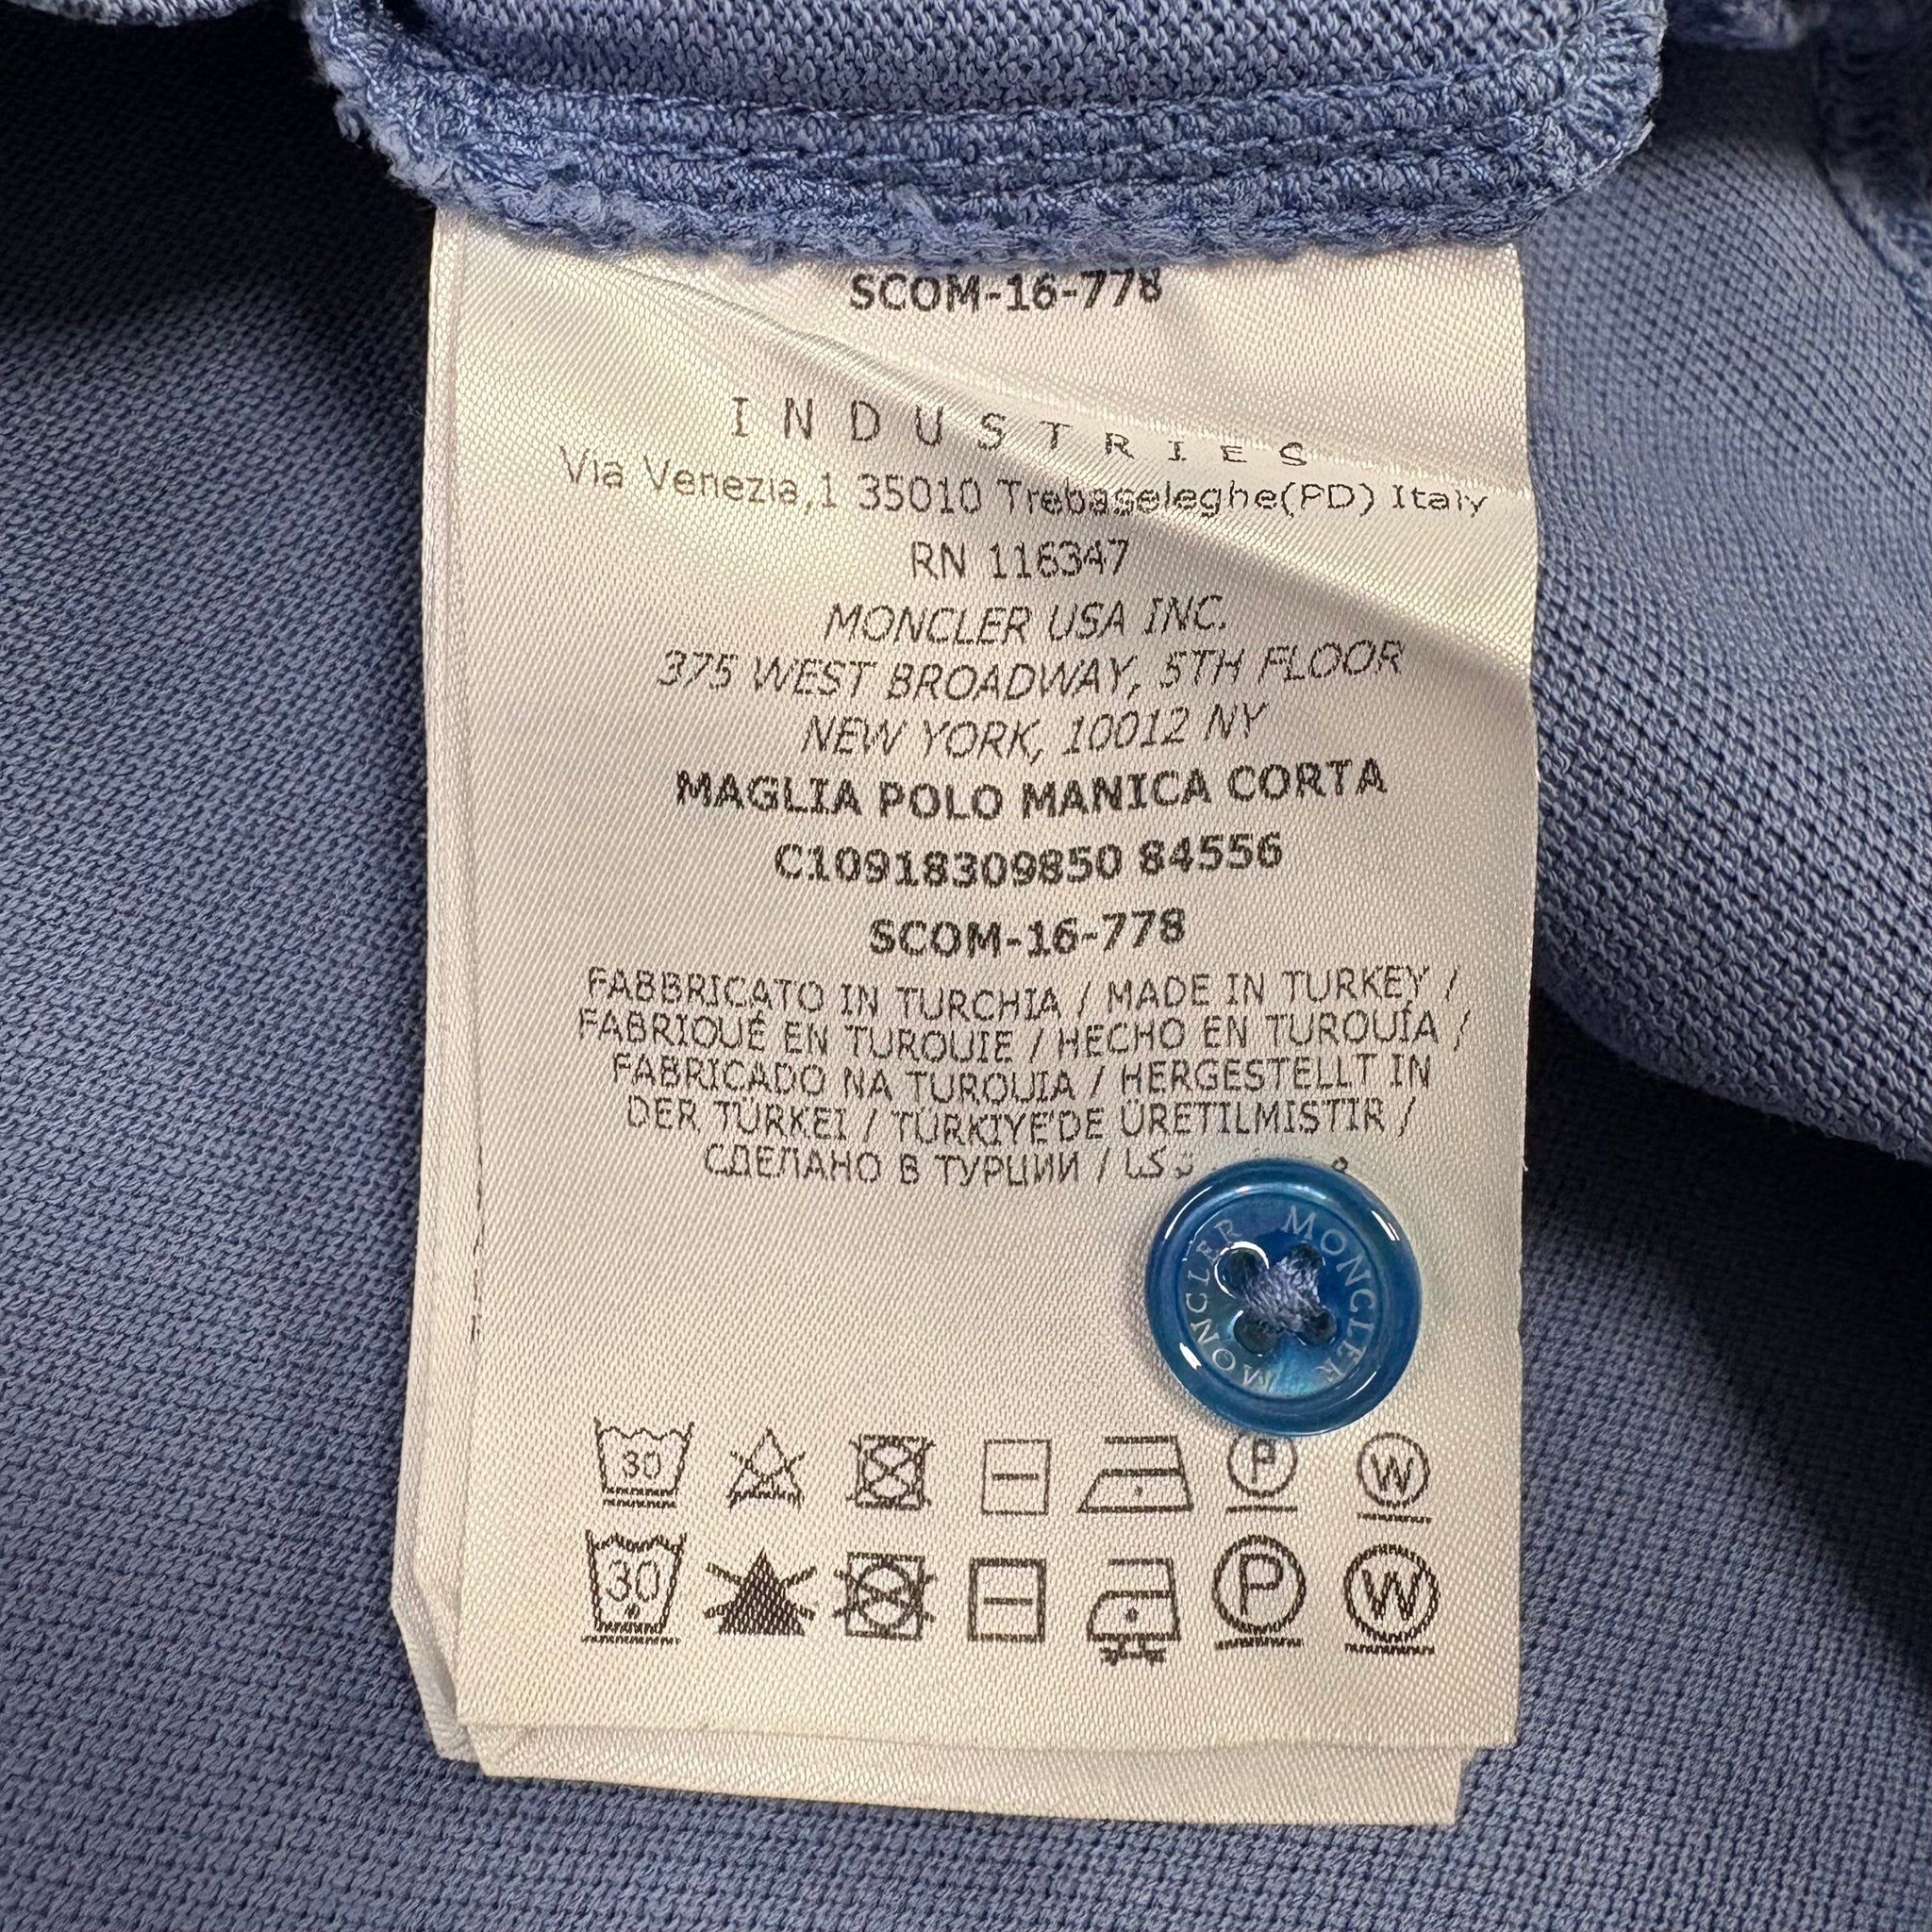 SCOM-16-778
INDUSTRIES
Via Venezia,1 35010 Trebaseleghe(PD) Italy
RN 116347
MONCLER USA INC.
375 WEST BROADWAY, 5TH FLOOR
NEW YORK, 10012 NY
MAGLIA POLO MANICA CORTA
C10918309850 84556
SCOM-16-778
FABBRICATO IN TURCHIA / MADE IN TURKEY /
FABRIQUÉ EN TURQUIE / HECHO EN TURQUÍA /
FABRICADO NA TURQUIA / HERGESTELLT IN
DER TÜRKEI / TÜRKIYE'DE ÜRETILMISTIR /
СДЕЛАНО В ТУРЦИИ /
MONCLER MONCLER
30 P W
30 P W